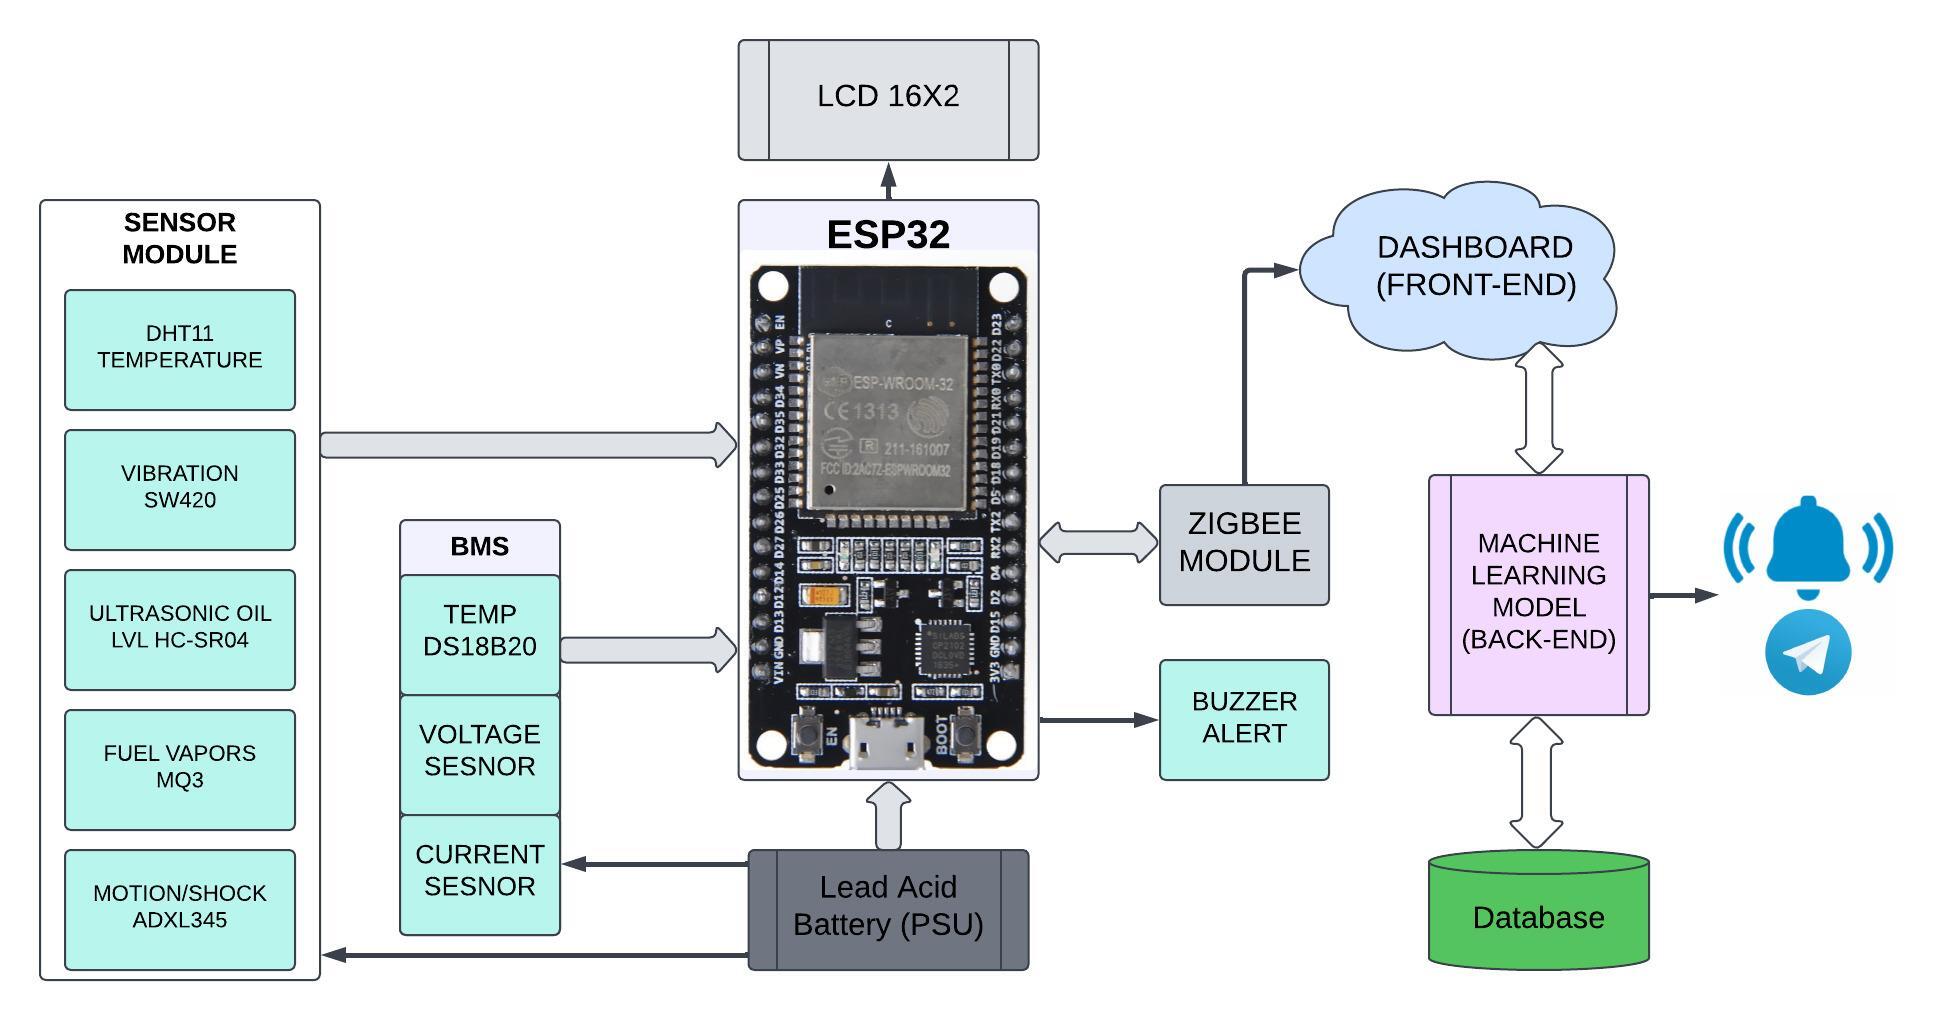 LCD 16X2
SENSOR
MODULE
DHT11
TEMPERATURE
VIBRATION
SW420
ULTRASONIC OIL
LVL HC-SR04
FUEL VAPORS
MQ3
MOTION/SHOCK
ADXL345
BMS
TEMP
DS18B20
VOLTAGE
SESNOR
CURRENT
SESNOR
ESP32
EN
VP
VN
D34
D35
D32
D33
D25
D26
D27
D14
D12
D13
GND
VIN
ESP-WROOM-32
CE1313
R 211-161007
FCC ID:2AC7Z-ESPWROOM32
D23
D22
TX0
RX0
D21
D19
D18
D5
TX2
RX2
D4
D2
D15
GND
3V3
SILABS
CP2102
EN
BOOT
Lead Acid
Battery (PSU)
ZIGBEE
MODULE
BUZZER
ALERT
DASHBOARD
(FRONT-END)
MACHINE
LEARNING
MODEL
(BACK-END)
Database